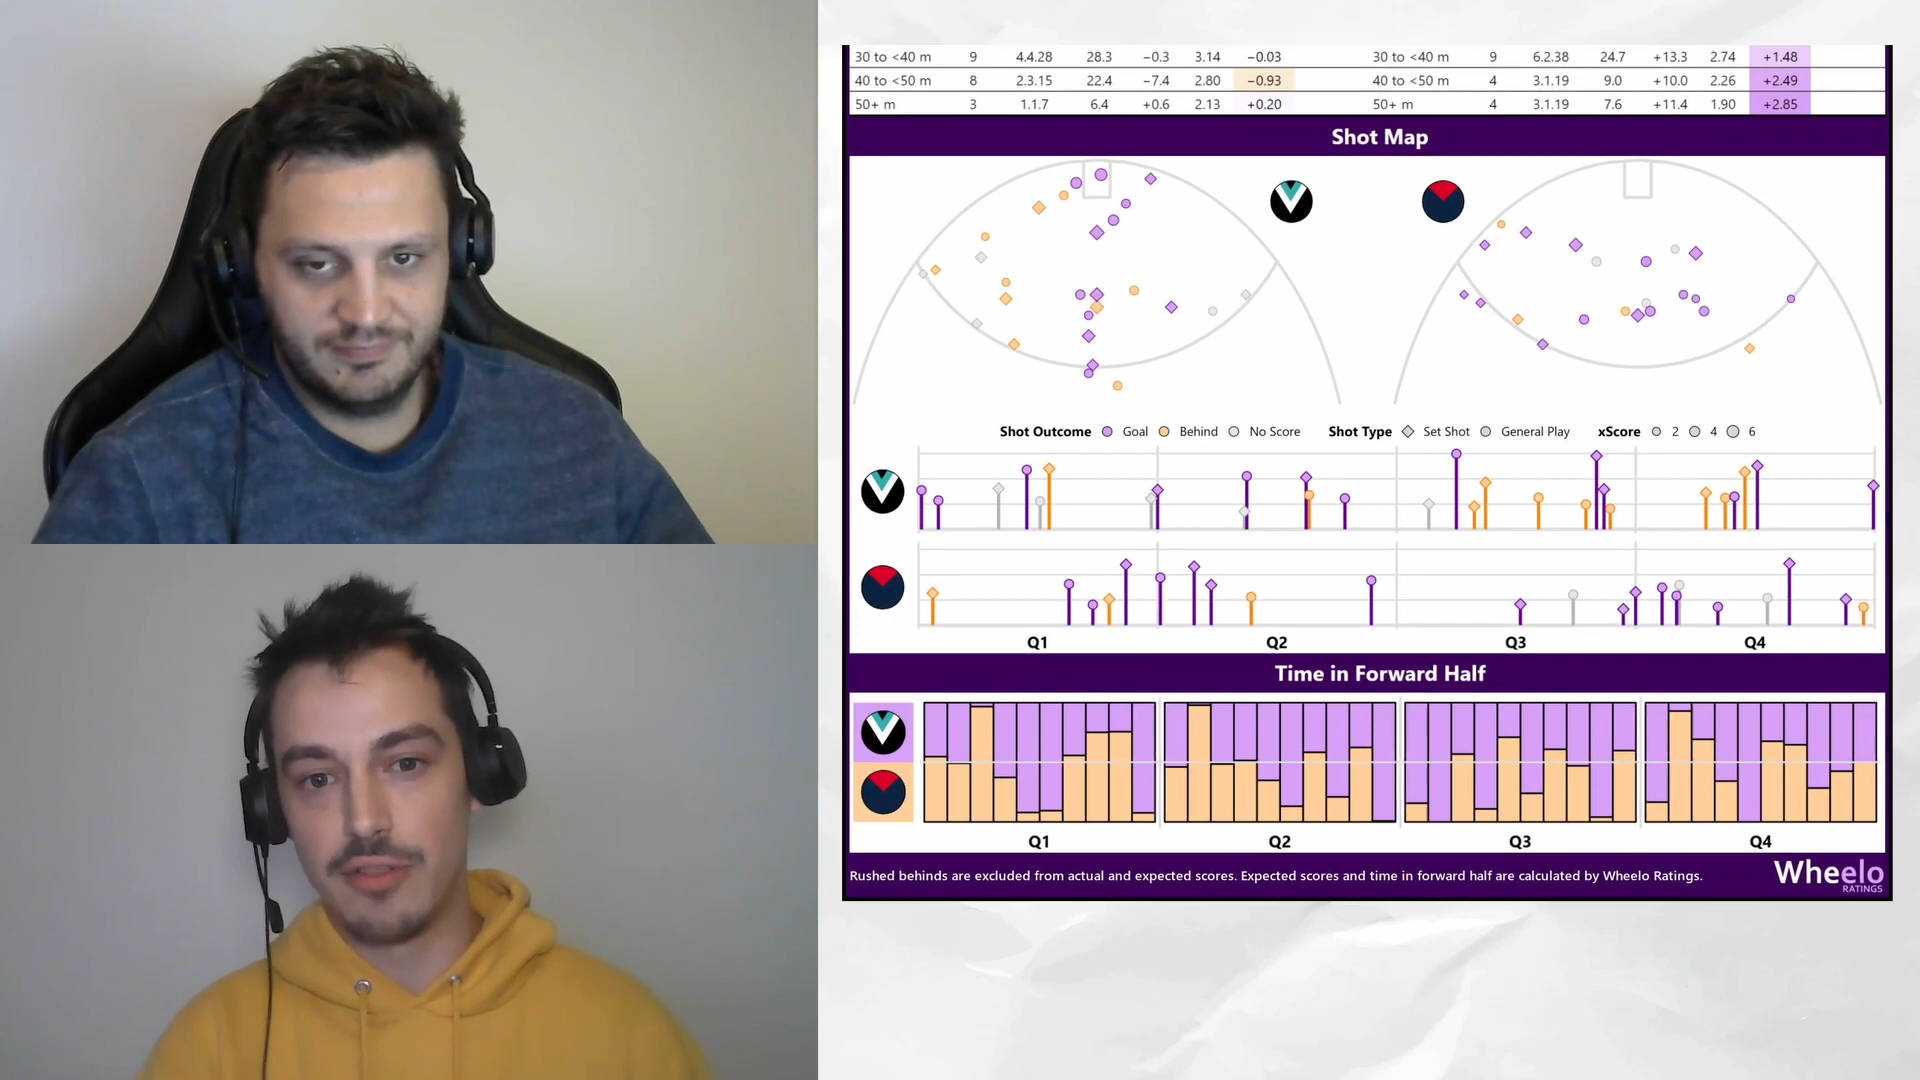 30 to <40 m 9 4.4.28 28.3 −0.3 3.14 −0.03 30 to <40 m 9 6.2.38 24.7 +13.3 2.74 +1.48
40 to <50 m 8 2.3.15 22.4 −7.4 2.80 −0.93 40 to <50 m 4 3.1.19 9.0 +10.0 2.26 +2.49
50+ m 3 1.1.7 6.4 +0.6 2.13 +0.20 50+ m 4 3.1.19 7.6 +11.4 1.90 +2.85
Shot Map
Shot Outcome Goal Behind No Score Shot Type Set Shot General Play xScore 2 4 6
Q1 Q2 Q3 Q4
Time in Forward Half
Q1 Q2 Q3 Q4
Rushed behinds are excluded from actual and expected scores. Expected scores and time in forward half are calculated by Wheelo Ratings.
Wheelo
RATINGS